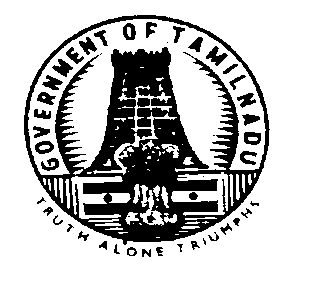 GOVERNMENT OF TAMILNADU
TRUTH ALONE TRIUMPHS